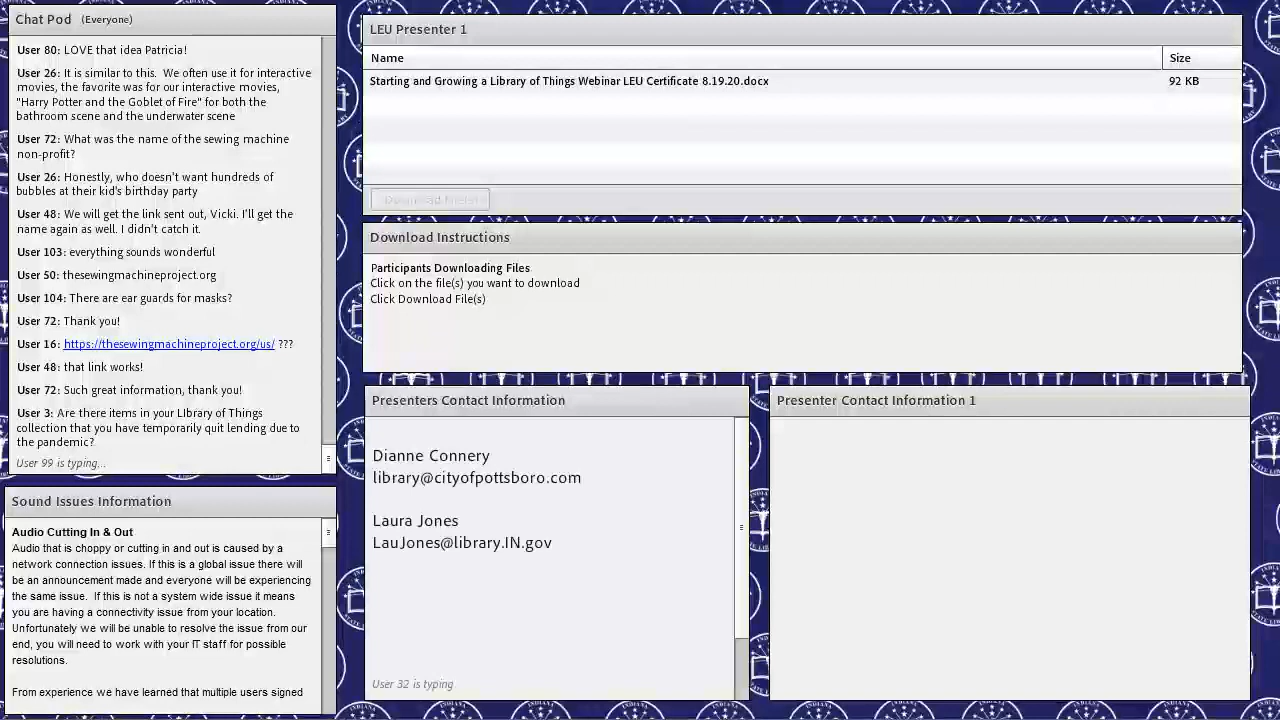 Chat Pod (Everyone)
User 80: LOVE that idea Patricia!
User 26: It is similar to this. We often use it for interactive
movies, the favorite was for our interactive movies,
"Harry Potter and the Goblet of Fire" for both the
bathroom scene and the underwater scene
User 72: What was the name of the sewing machine
non-profit?
User 26: Honestly, who doesn't want hundreds of
bubbles at their kid's birthday party
User 48: We will get the link sent out, Vicki. I'll get the
name again as well. I didn't catch it.
User 103: everything sounds wonderful
User 50: thesewingmachineproject.org
User 104: There are ear guards for masks?
User 72: Thank you!
User 16: https://thesewingmachineproject.org/us/ ???
User 48: that link works!
User 72: Such great information, thank you!
User 3: Are there items in your LIbrary of Things
collection that you have temporarily quit lending due to
the pandemic?
User 99 is typing...
Sound Issues Information
Audio Cutting In & Out
Audio that is choppy or cutting in and out is caused by a
network connection issues. If this is a global issue there will
be an announcement made and everyone will be experiencing
the same issue. If this is not a system wide issue it means
you are having a connectivity issue from your location.
Unfortunately we will be unable to resolve the issue from our
end, you will need to work with your IT staff for possible
resolutions.
From experience we have learned that multiple users signed
LEU Presenter 1
Name Size
Starting and Growing a Library of Things Webinar LEU Certificate 8.19.20.docx 92 KB
Download File(s)
Download Instructions
Participants Downloading Files
Click on the file(s) you want to download
Click Download File(s)
Presenters Contact Information
Dianne Connery
library@cityofpottsboro.com
Laura Jones
LauJones@library.IN.gov
User 32 is typing
Presenter Contact Information 1